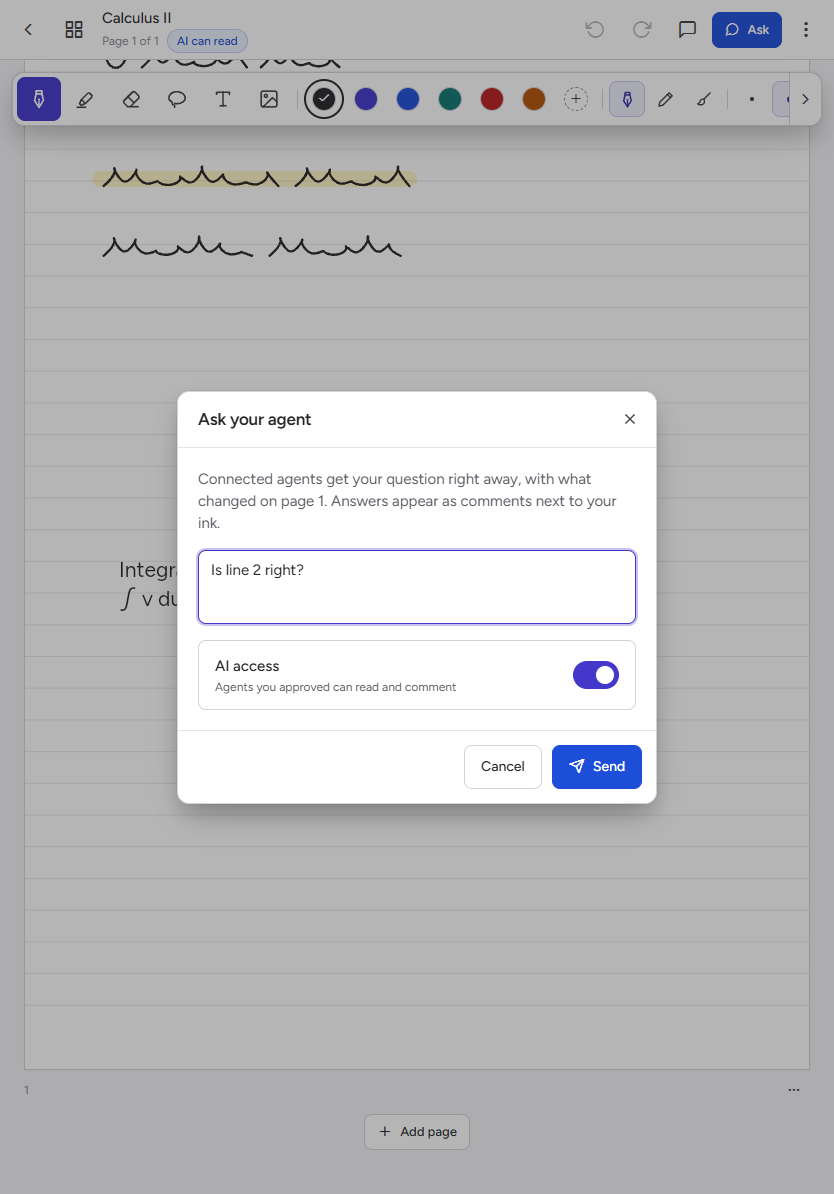 Calculus II
Page 1 of 1 AI can read
Ask
Ask your agent
Connected agents get your question right away, with what
changed on page 1. Answers appear as comments next to your
ink.
Is line 2 right?
AI access
Agents you approved can read and comment
Cancel Send
∫ v du
1
Add page